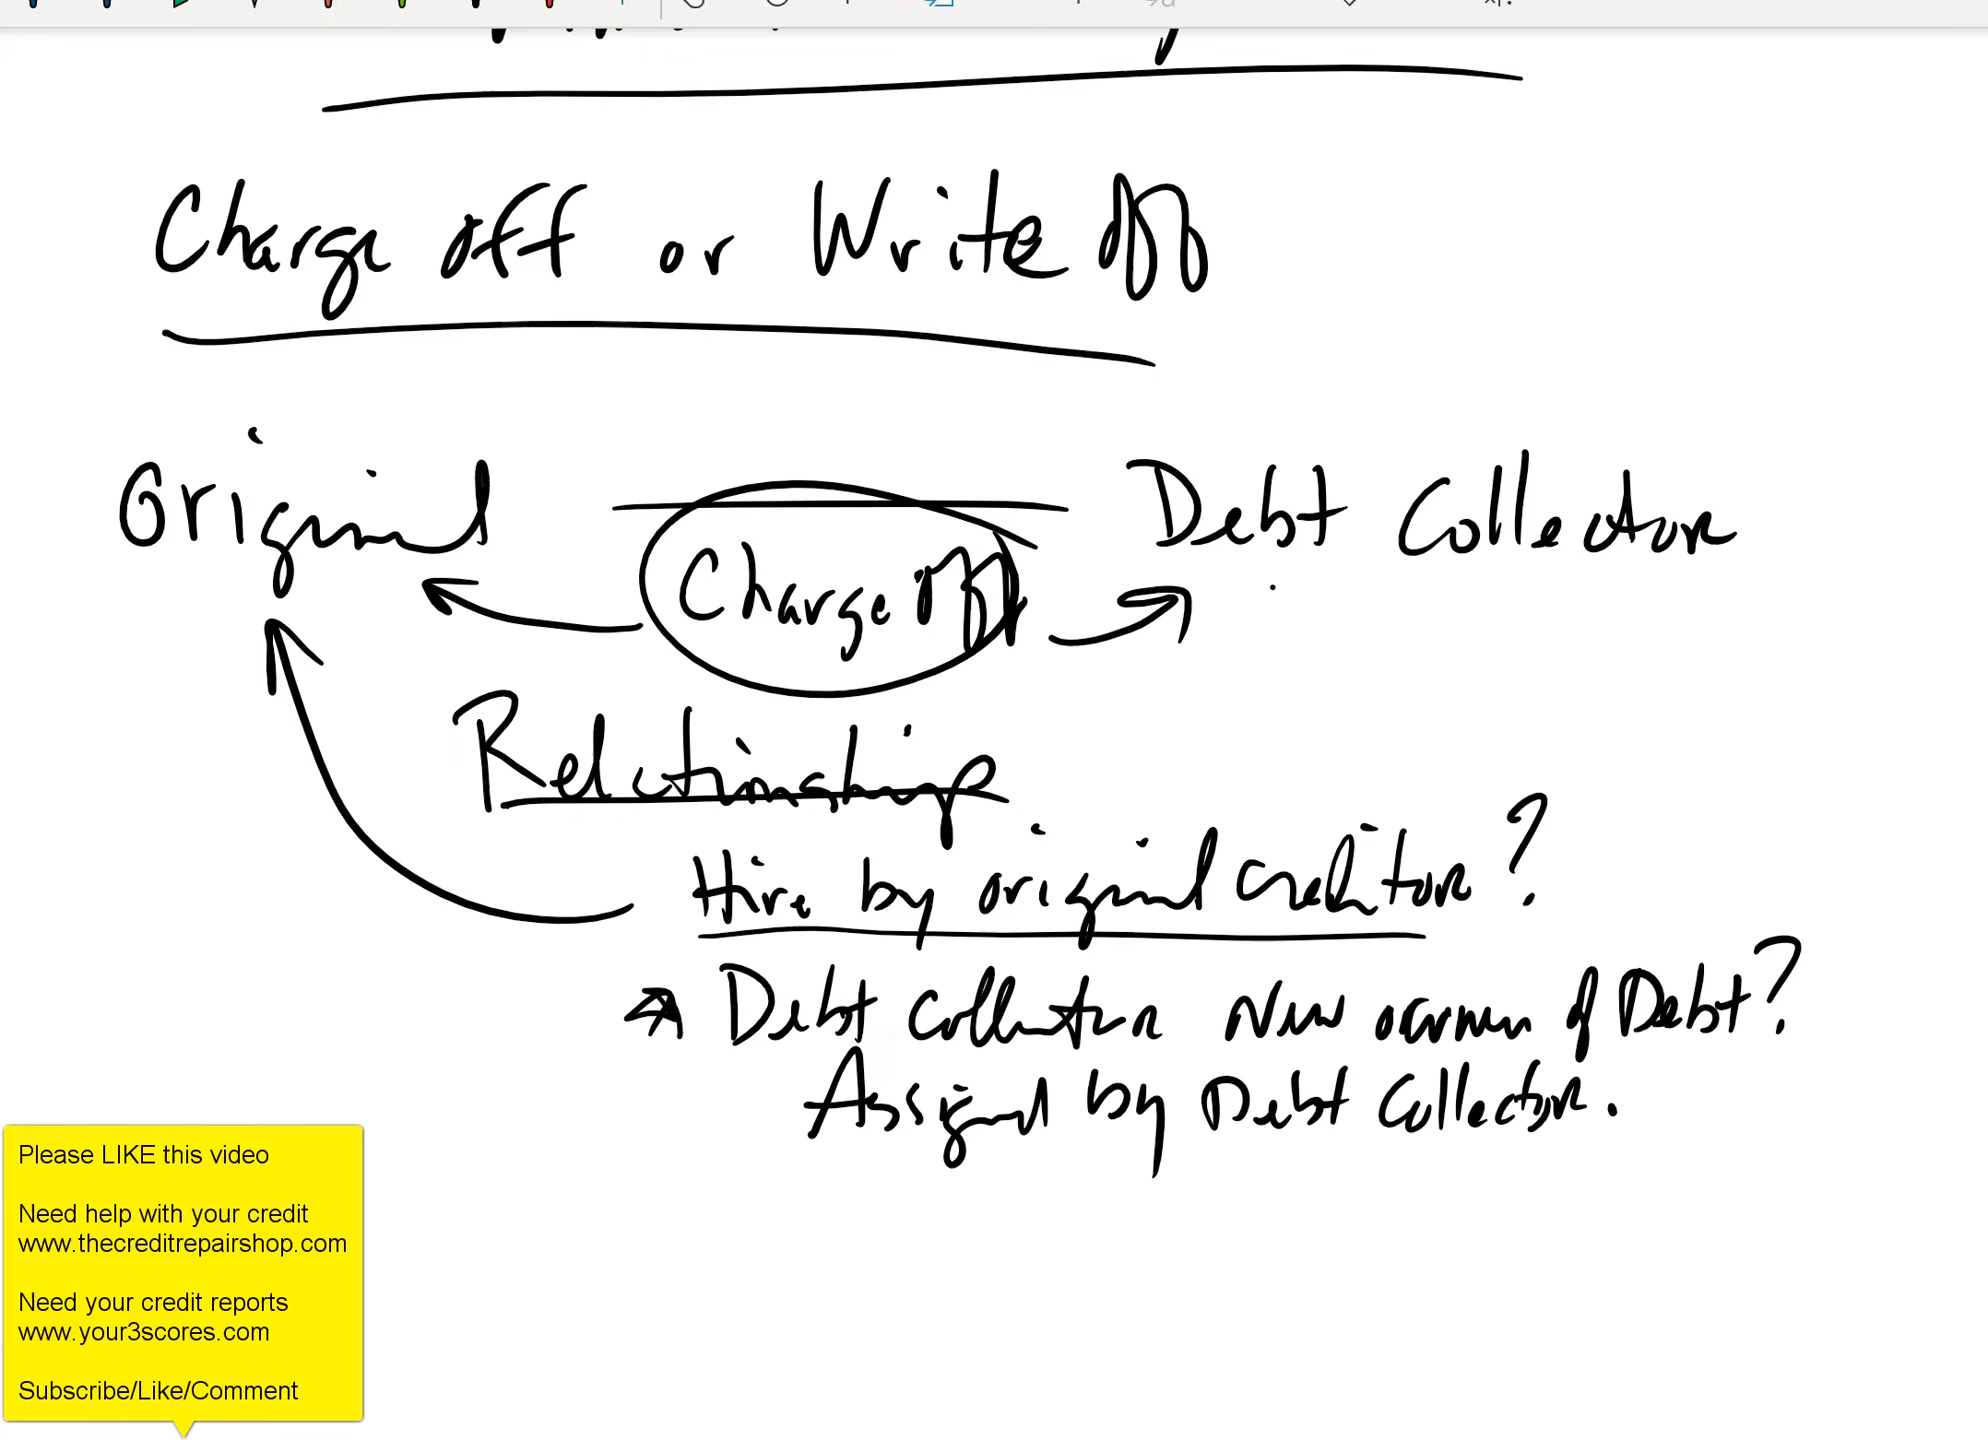 Charge off or Write off
Original
Charge off
Debt Collector
Relationship
Hire by original creditor?
Debt collector New owner of Debt?
Assigned by Debt Collector.
Please LIKE this video
Need help with your credit
www.thecreditrepairshop.com
Need your credit reports
www.your3scores.com
Subscribe/Like/Comment